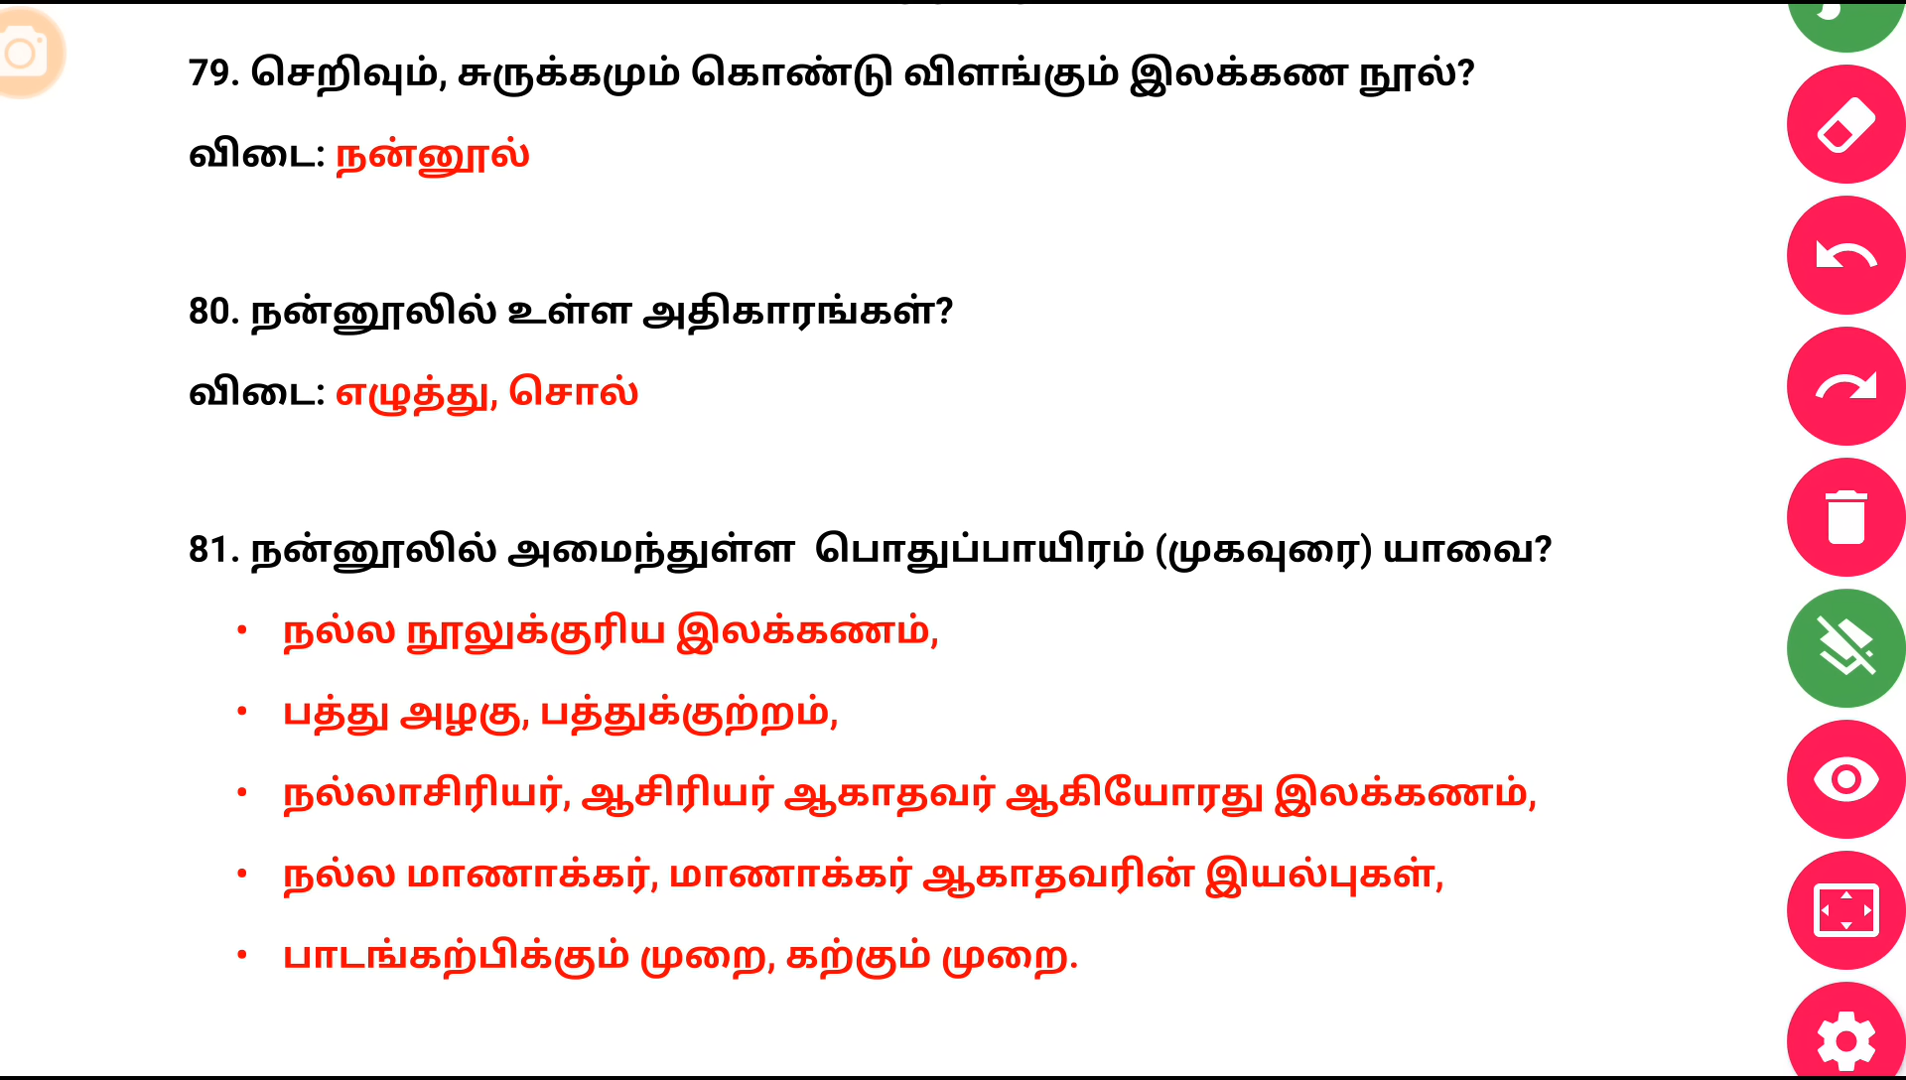 79. செறிவும், சுருக்கமும் கொண்டு விளங்கும் இலக்கண நூல்?
விடை: நன்னூல்
80. நன்னூலில் உள்ள அதிகாரங்கள்?
விடை: எழுத்து, சொல்
81. நன்னூலில் அமைந்துள்ள பொதுப்பாயிரம் (முகவுரை) யாவை?
• நல்ல நூலுக்குரிய இலக்கணம்,
• பத்து அழகு, பத்துக்குற்றம்,
• நல்லாசிரியர், ஆசிரியர் ஆகாதவர் ஆகியோரது இலக்கணம்,
• நல்ல மாணாக்கர், மாணாக்கர் ஆகாதவரின் இயல்புகள்,
• பாடங்கற்பிக்கும் முறை, கற்கும் முறை.